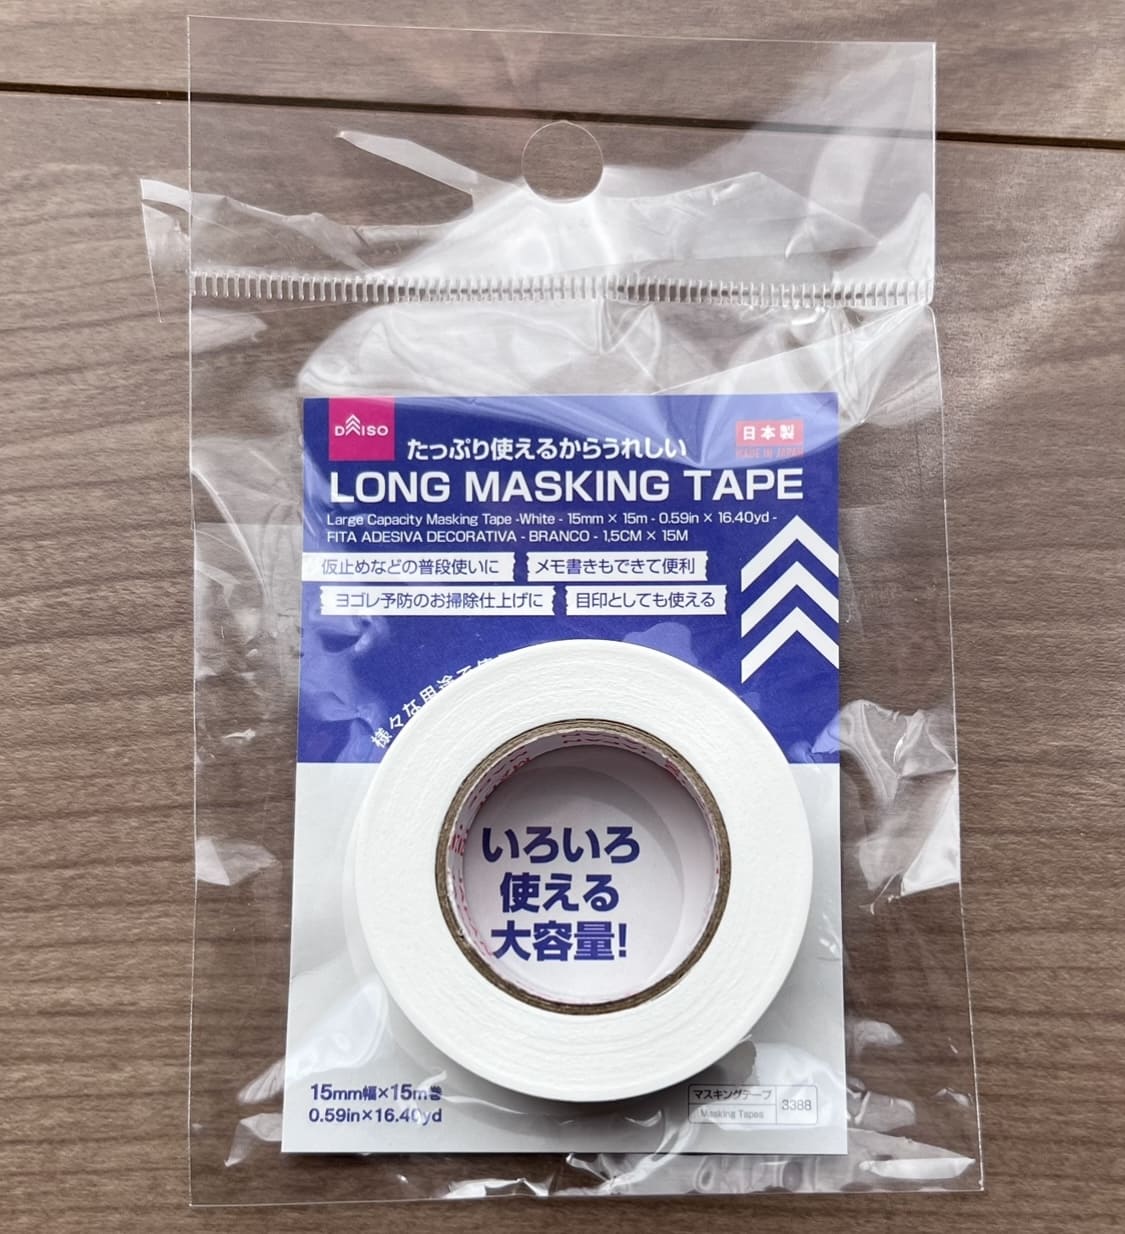 DAISO
たっぷり使えるからうれしい
日本製
MADE IN JAPAN
LONG MASKING TAPE
Large Capacity Masking Tape -White - 15mm × 15m - 0.59in × 16.40yd -
FITA ADESIVA DECORATIVA - BRANCO - 1,5CM × 15M
仮止めなどの普段使いに
メモ書きもできて便利
ヨゴレ予防のお掃除仕上げに
目印としても使える
様々な用途で
いろいろ
使える
大容量!
15mm幅×15m巻
0.59in×16.40yd
マスキングテープ
Masking Tapes
3388